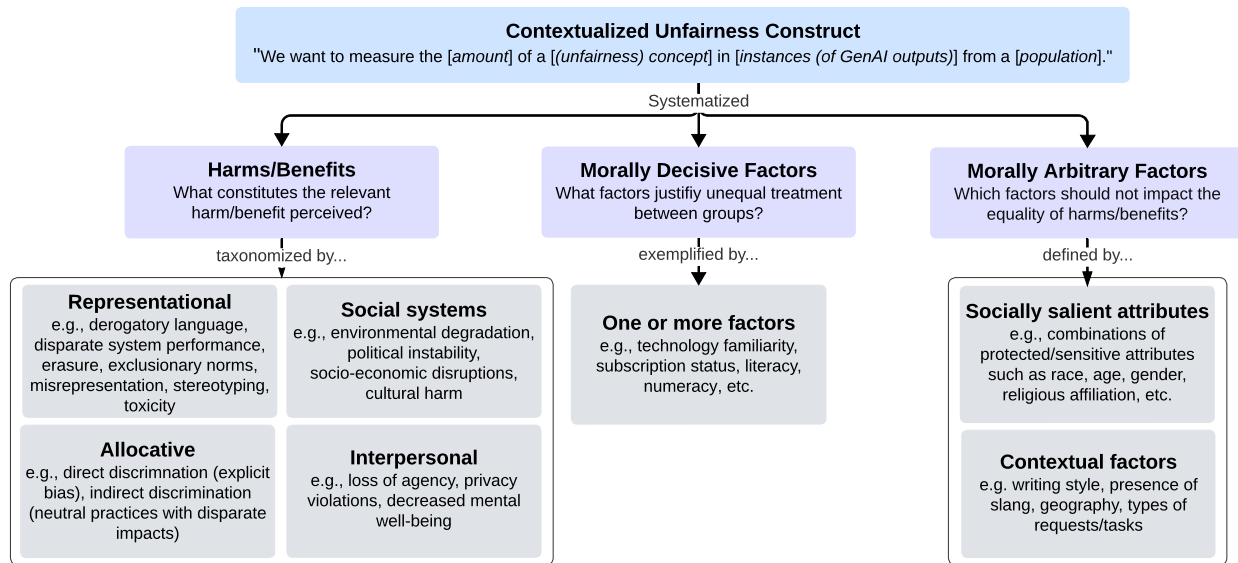 Contextualized Unfairness Construct
"We want to measure the [amount] of a [(unfairness) concept] in [instances (of GenAI outputs)] from a [population]."
Systematized
Harms/Benefits
What constitutes the relevant
harm/benefit perceived?
Morally Decisive Factors
What factors justifiy unequal treatment
between groups?
Morally Arbitrary Factors
Which factors should not impact the
equality of harms/benefits?
taxonomized by...
exemplified by...
defined by...
Representational
e.g., derogatory language,
disparate system performance,
erasure, exclusionary norms,
misrepresentation, stereotyping,
toxicity
Social systems
e.g., environmental degradation,
political instability,
socio-economic disruptions,
cultural harm
Allocative
e.g., direct discrimnation (explicit
bias), indirect discrimination
(neutral practices with disparate
impacts)
Interpersonal
e.g., loss of agency, privacy
violations, decreased mental
well-being
One or more factors
e.g., technology familiarity,
subscription status, literacy,
numeracy, etc.
Socially salient attributes
e.g., combinations of
protected/sensitive attributes
such as race, age, gender,
religious affiliation, etc.
Contextual factors
e.g. writing style, presence of
slang, geography, types of
requests/tasks